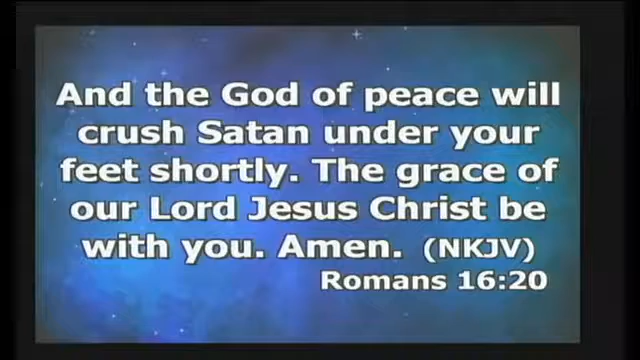 And the God of peace will
crush Satan under your
feet shortly. The grace of
our Lord Jesus Christ be
with you. Amen. (NKJV)
Romans 16:20